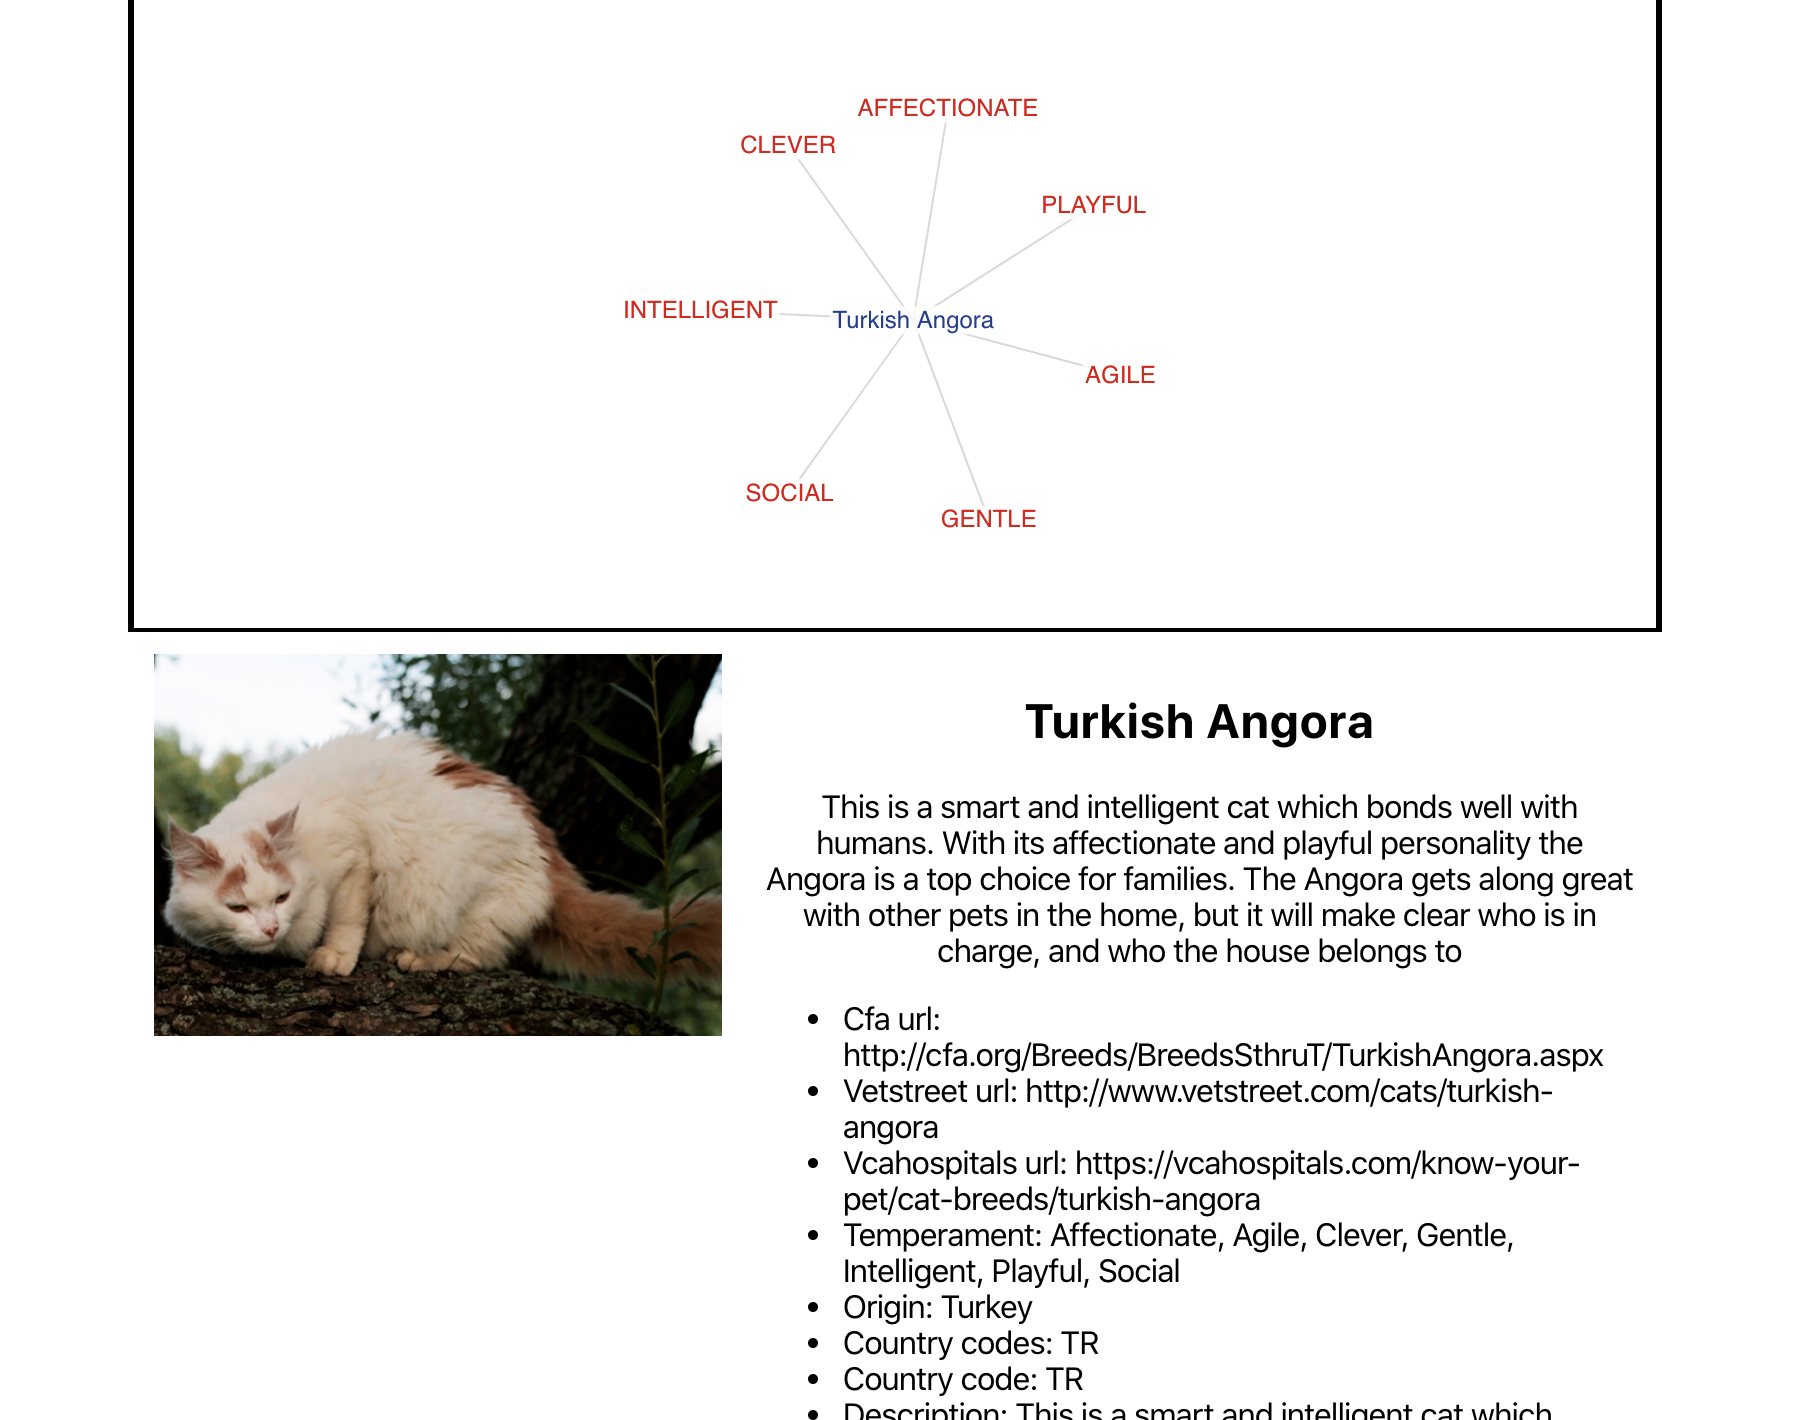 AFFECTIONATE
CLEVER
PLAYFUL
INTELLIGENT
Turkish Angora
AGILE
SOCIAL
GENTLE
Turkish Angora
This is a smart and intelligent cat which bonds well with
humans. With its affectionate and playful personality the
Angora is a top choice for families. The Angora gets along great
with other pets in the home, but it will make clear who is in
charge, and who the house belongs to
• Cfa url:
http://cfa.org/Breeds/BreedsSthruT/TurkishAngora.aspx
• Vetstreet url: http://www.vetstreet.com/cats/turkish-
angora
• Vcahospitals url: https://vcahospitals.com/know-your-
pet/cat-breeds/turkish-angora
• Temperament: Affectionate, Agile, Clever, Gentle,
Intelligent, Playful, Social
• Origin: Turkey
• Country codes: TR
• Country code: TR
• Description: This is a smart and intelligent cat which